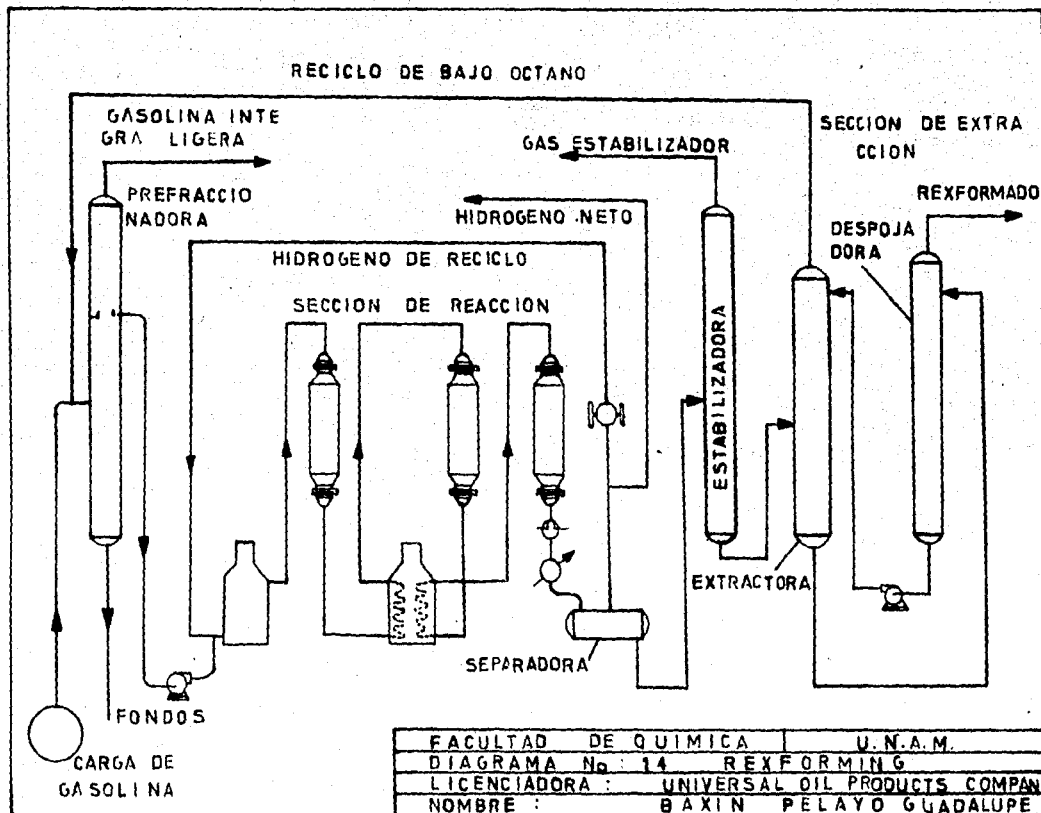 RECICLO DE BAJO OCTANO
GASOLINA INTE
GRA LIGERA
SECCION DE EXTRA
CCION
GAS ESTABILIZADOR
REXFORMADO
PREFRACCIO
NADORA
HIDROGENO NETO
DESPOJA
DORA
HIDROGENO DE RECICLO
SECCION DE REACCION
ESTABILIZADORA
EXTRACTORA
SEPARADORA
FONDOS
CARGA DE
GASOLINA
FACULTAD DE QUIMICA U.N.A.M.
DIAGRAMA No: 14 REXFORMING
LICENCIADORA : UNIVERSAL OIL PRODUCTS COMPAN
NOMBRE : BAXIN PELAYO GUADALUPE